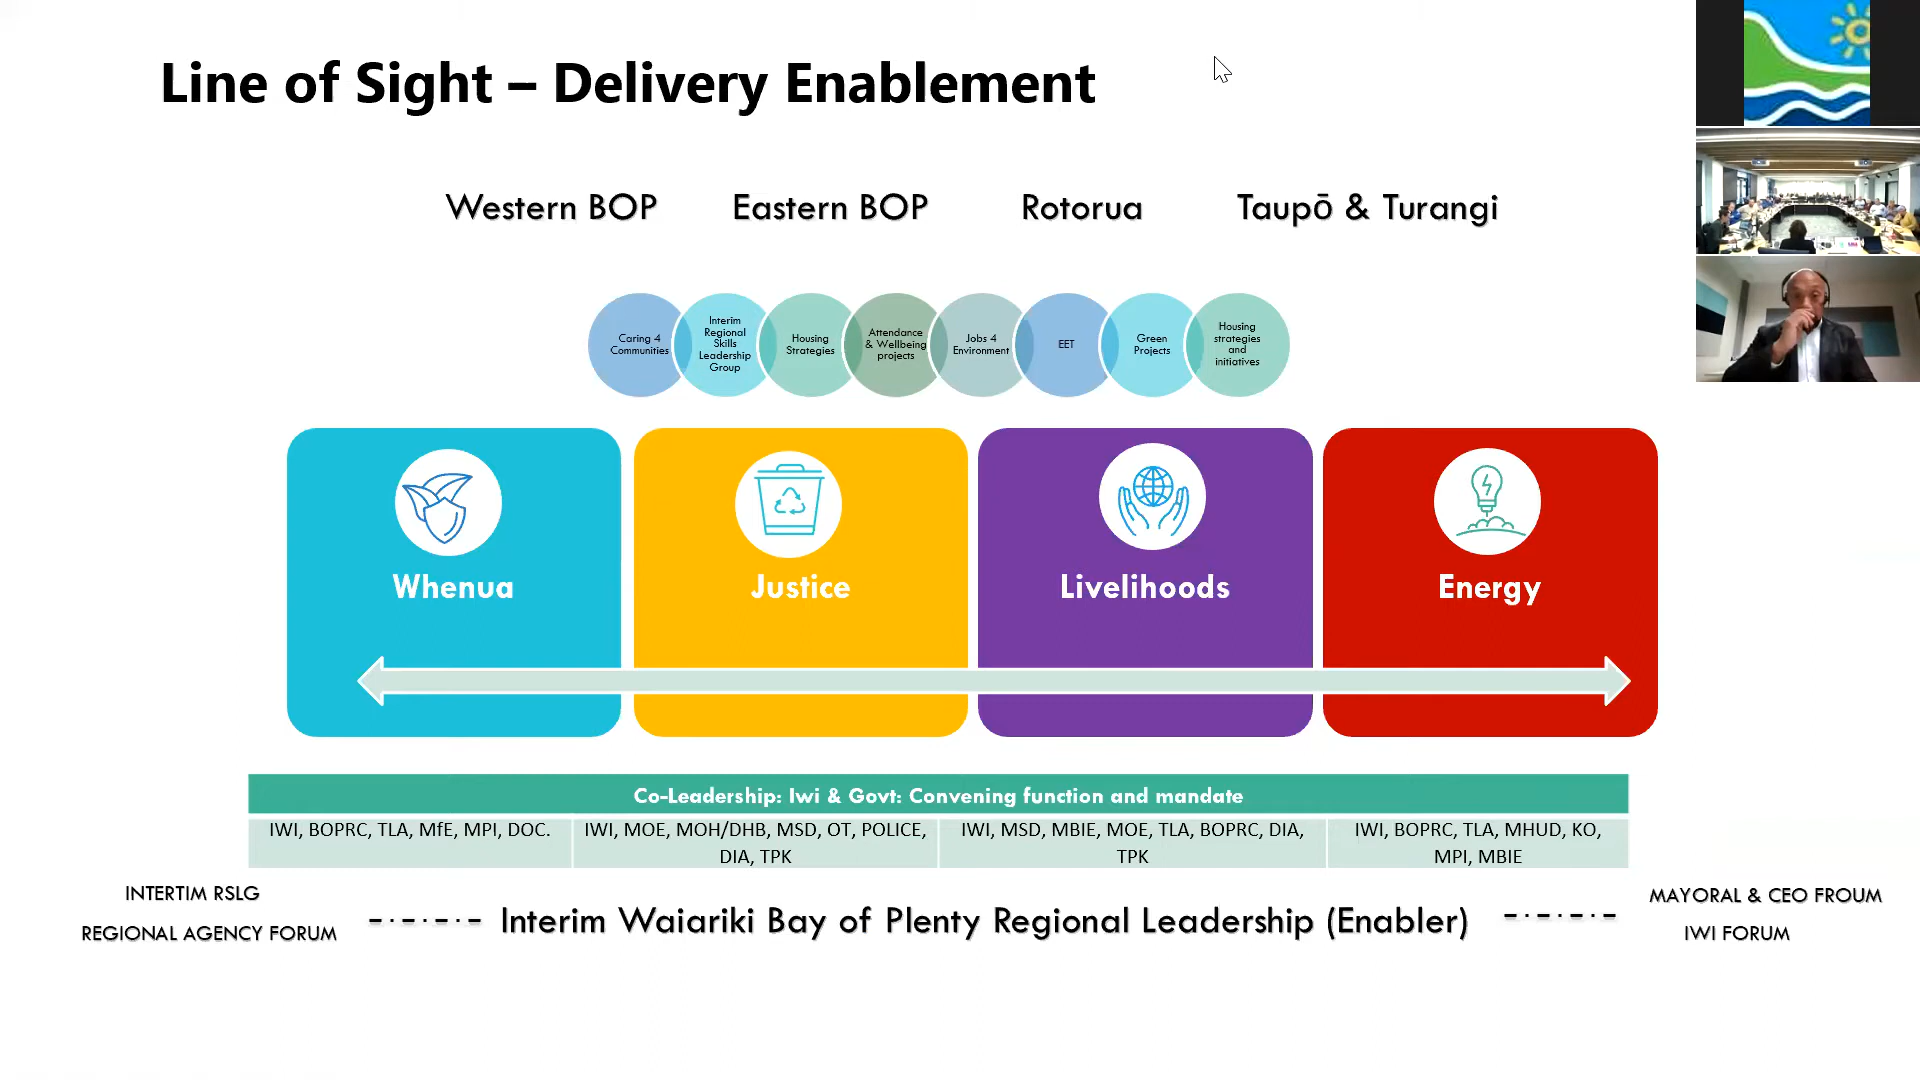 Line of Sight – Delivery Enablement
Western BOP
Eastern BOP
Rotorua
Taupō & Turangi
Caring 4
Communities
Interim
Regional
Skills
Leadership
Group
Housing
Strategies
Attendance
& Wellbeing
projects
Jobs 4
Environment
EET
Green
Projects
Housing
strategies
and
initiatives
Whenua
Justice
Livelihoods
Energy
Co-Leadership: Iwi & Govt: Convening function and mandate
IWI, BOPRC, TLA, MfE, MPI, DOC.
IWI, MOE, MOH/DHB, MSD, OT, POLICE,
DIA, TPK
IWI, MSD, MBIE, MOE, TLA, BOPRC, DIA,
TPK
IWI, BOPRC, TLA, MHUD, KO,
MPI, MBIE
INTERTIM RSLG
REGIONAL AGENCY FORUM
Interim Waiariki Bay of Plenty Regional Leadership (Enabler)
MAYORAL & CEO FROUM
IWI FORUM